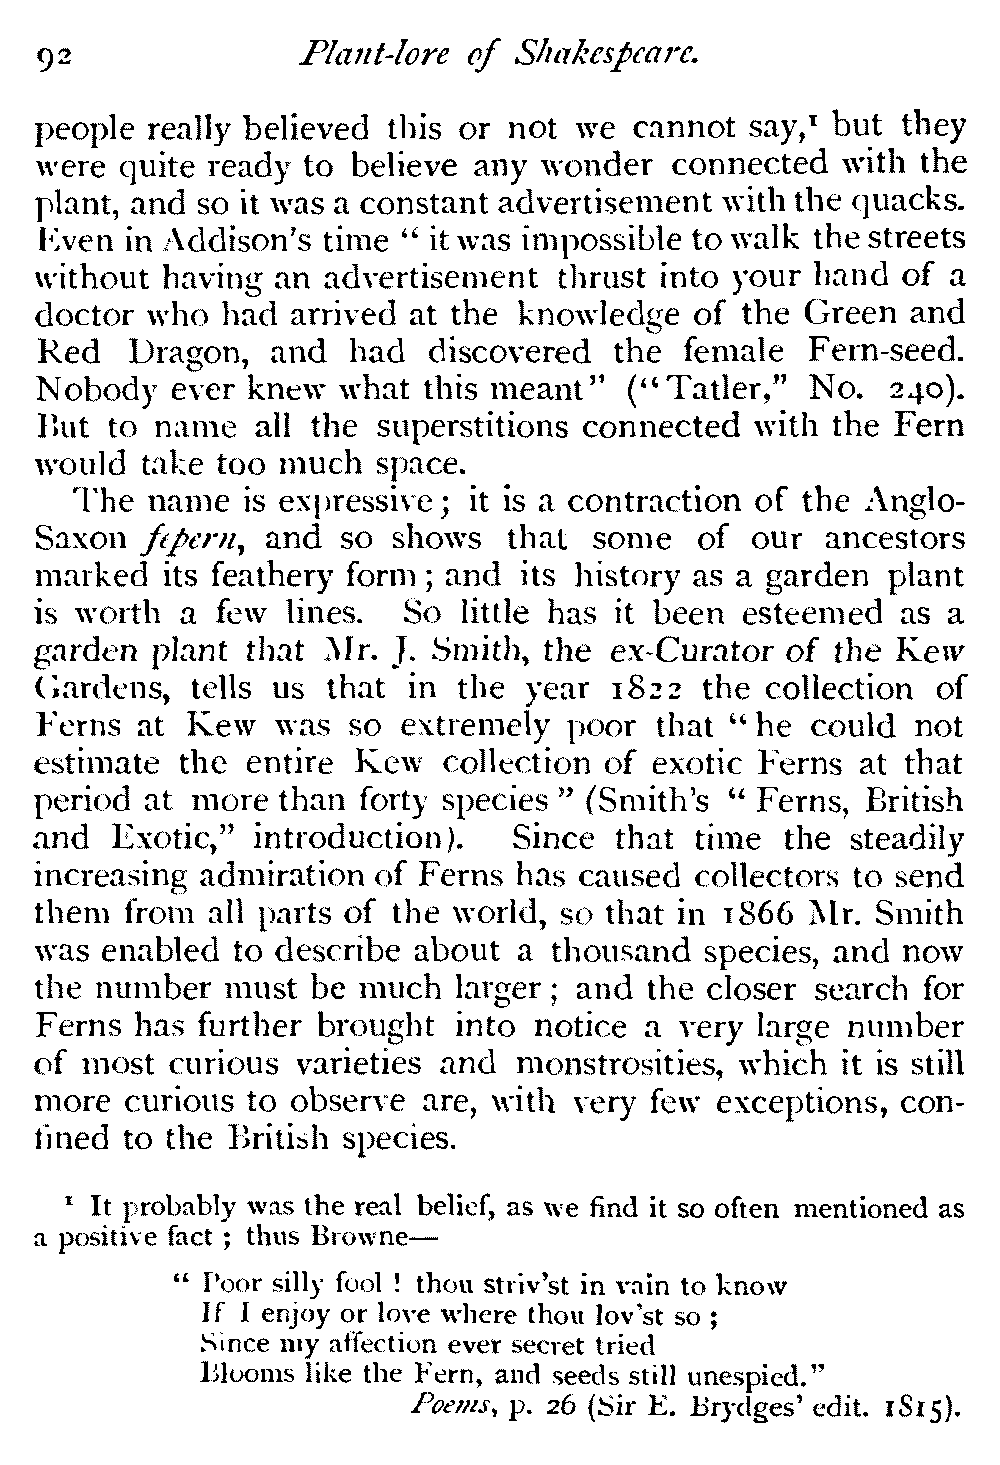 92 Plant-lore of Shakespeare.
people really believed this or not we cannot say,¹ but they
were quite ready to believe any wonder connected with the
plant, and so it was a constant advertisement with the quacks.
Even in Addison's time “ it was impossible to walk the streets
without having an advertisement thrust into your hand of a
doctor who had arrived at the knowledge of the Green and
Red Dragon, and had discovered the female Fern-seed.
Nobody ever knew what this meant” (“Tatler,” No. 240).
But to name all the superstitions connected with the Fern
would take too much space.
The name is expressive; it is a contraction of the Anglo-
Saxon fepern, and so shows that some of our ancestors
marked its feathery form ; and its history as a garden plant
is worth a few lines. So little has it been esteemed as a
garden plant that Mr. J. Smith, the ex-Curator of the Kew
Gardens, tells us that in the year 1822 the collection of
Ferns at Kew was so extremely poor that “ he could not
estimate the entire Kew collection of exotic Ferns at that
period at more than forty species ” (Smith's “ Ferns, British
and Exotic,” introduction). Since that time the steadily
increasing admiration of Ferns has caused collectors to send
them from all parts of the world, so that in 1866 Mr. Smith
was enabled to describe about a thousand species, and now
the number must be much larger ; and the closer search for
Ferns has further brought into notice a very large number
of most curious varieties and monstrosities, which it is still
more curious to observe are, with very few exceptions, con-
fined to the British species.
¹ It probably was the real belief, as we find it so often mentioned as
a positive fact ; thus Browne—
“ Poor silly fool ! thou striv'st in vain to know
If I enjoy or love where thou lov'st so ;
Since my affection ever secret tried
Blooms like the Fern, and seeds still unespied.”
Poems, p. 26 (Sir E. Brydges' edit. 1815).